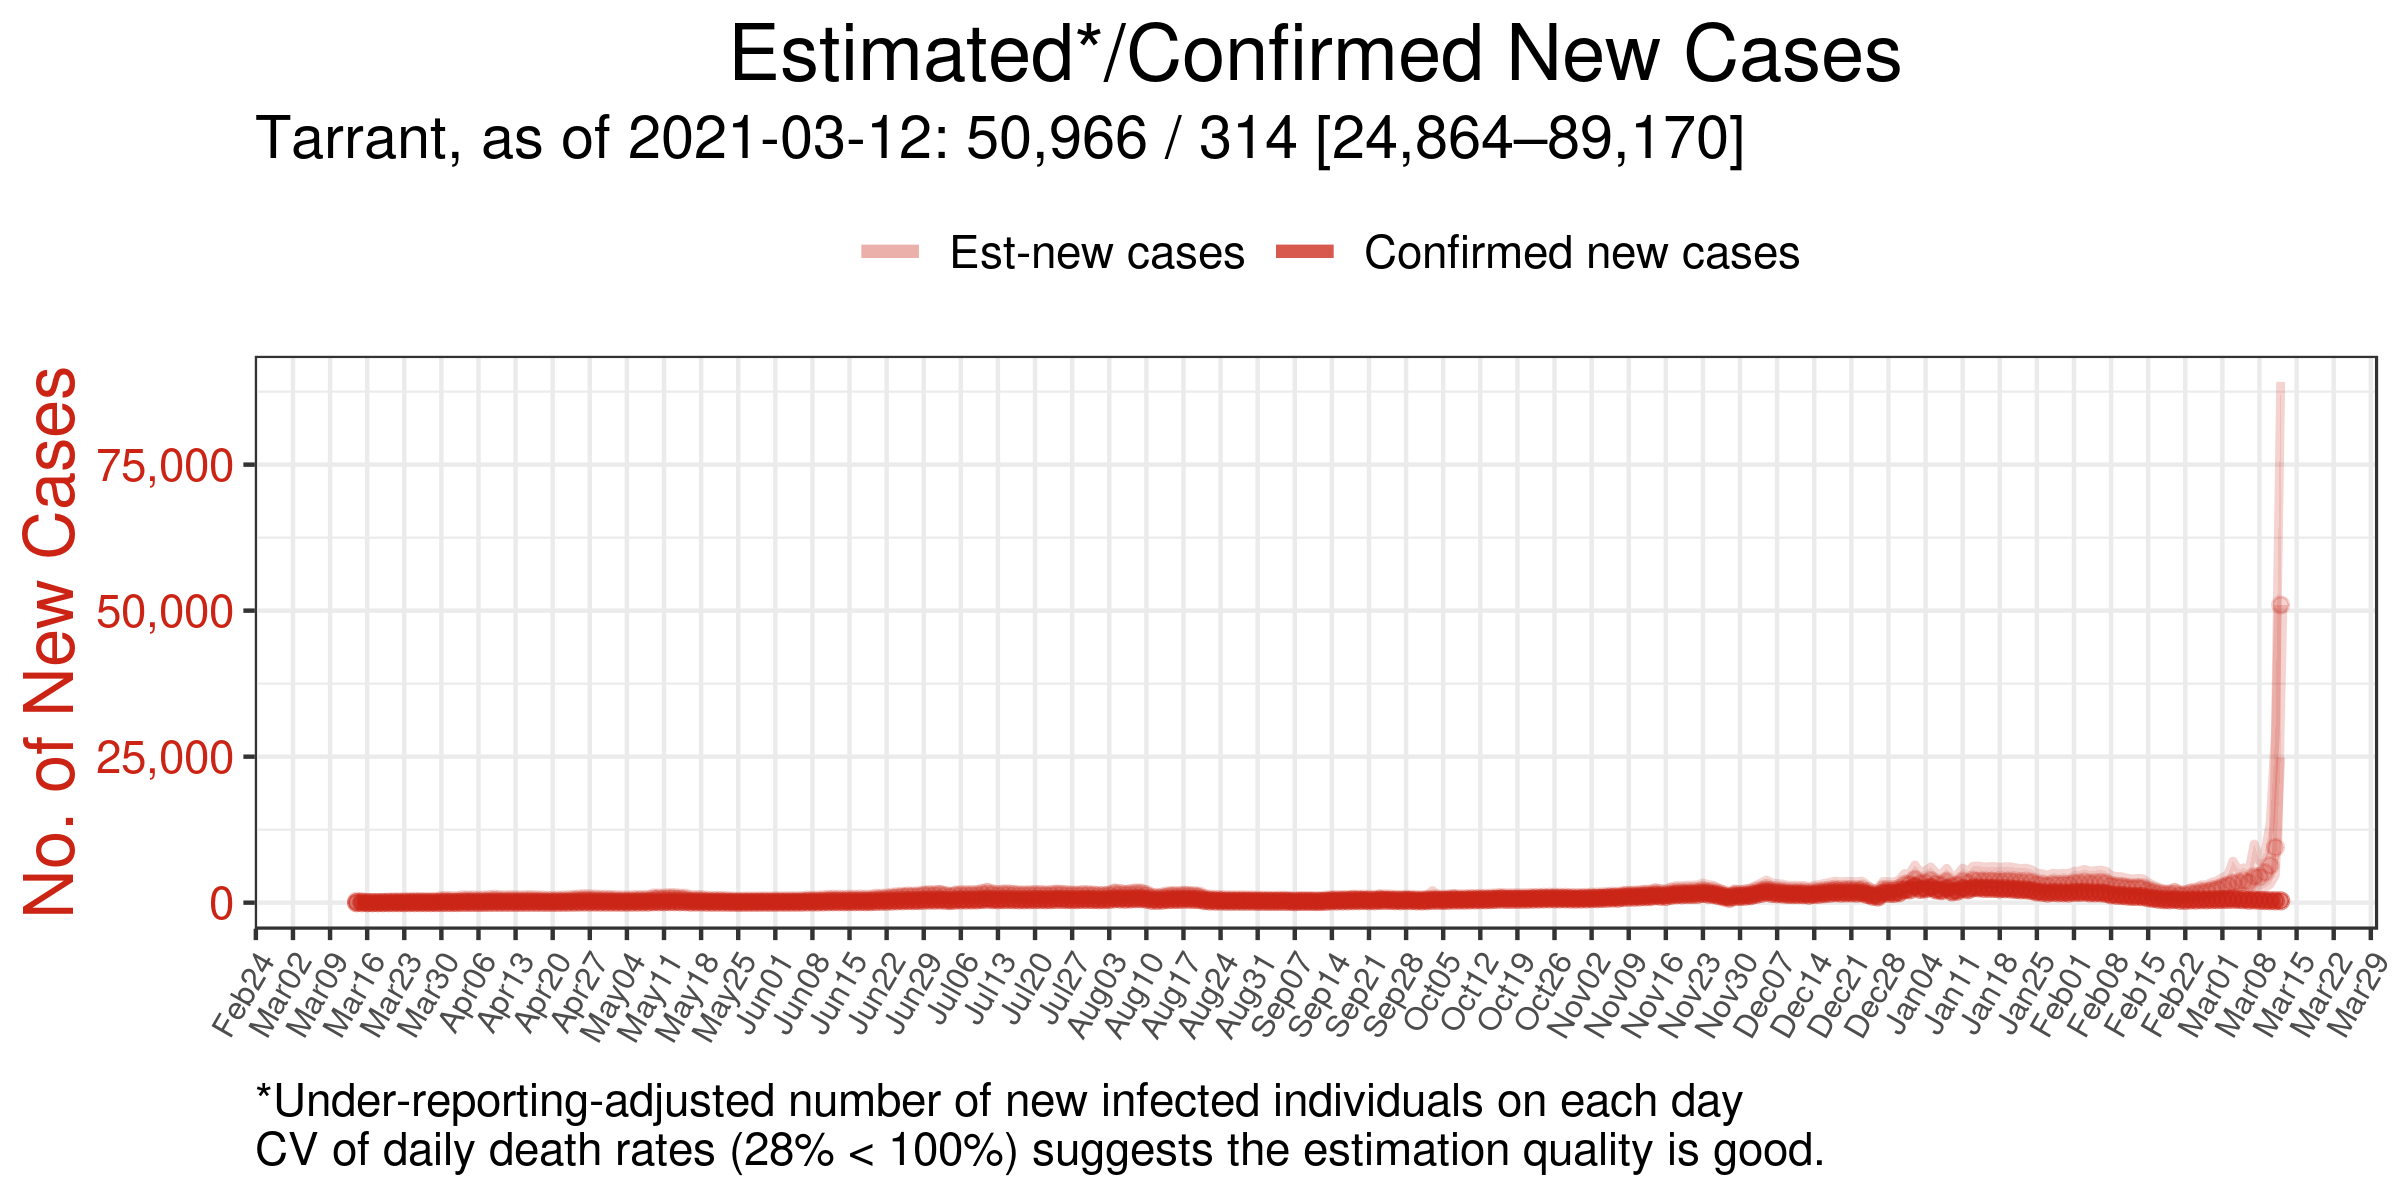 Estimated*/Confirmed New Cases
Tarrant, as of 2021-03-12: 50,966 / 314 [24,864–89,170]
Est-new cases Confirmed new cases
No. of New Cases
75,000
50,000
25,000
0
Feb24 Mar02 Mar09 Mar16 Mar23 Mar30 Apr06 Apr13 Apr20 Apr27 May04 May11 May18 May25 Jun01 Jun08 Jun15 Jun22 Jun29 Jul06 Jul13 Jul20 Jul27 Aug03 Aug10 Aug17 Aug24 Aug31 Sep07 Sep14 Sep21 Sep28 Oct05 Oct12 Oct19 Oct26 Nov02 Nov09 Nov16 Nov23 Nov30 Dec07 Dec14 Dec21 Dec28 Jan04 Jan11 Jan18 Jan25 Feb01 Feb08 Feb15 Feb22 Mar01 Mar08 Mar15 Mar22 Mar29
*Under-reporting-adjusted number of new infected individuals on each day
CV of daily death rates (28% < 100%) suggests the estimation quality is good.